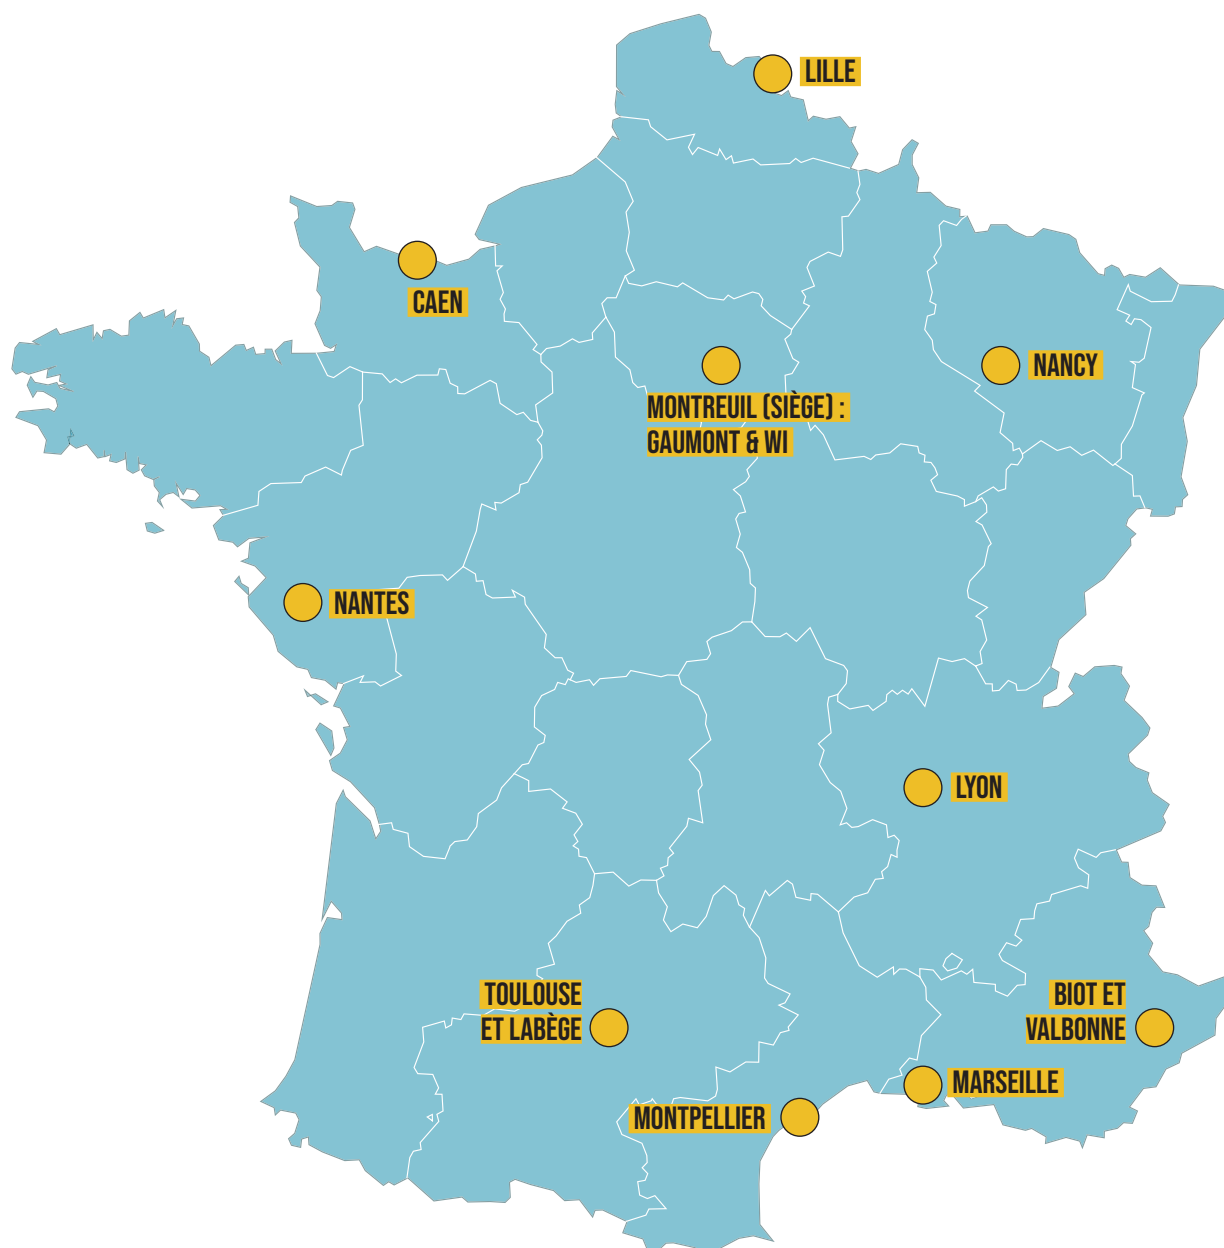 LILLE
CAEN
NANCY
MONTREUIL (SIÈGE) :
GAUMONT & WI
NANTES
LYON
TOULOUSE
ET LABÈGE
BIOT ET
VALBONNE
MARSEILLE
MONTPELLIER